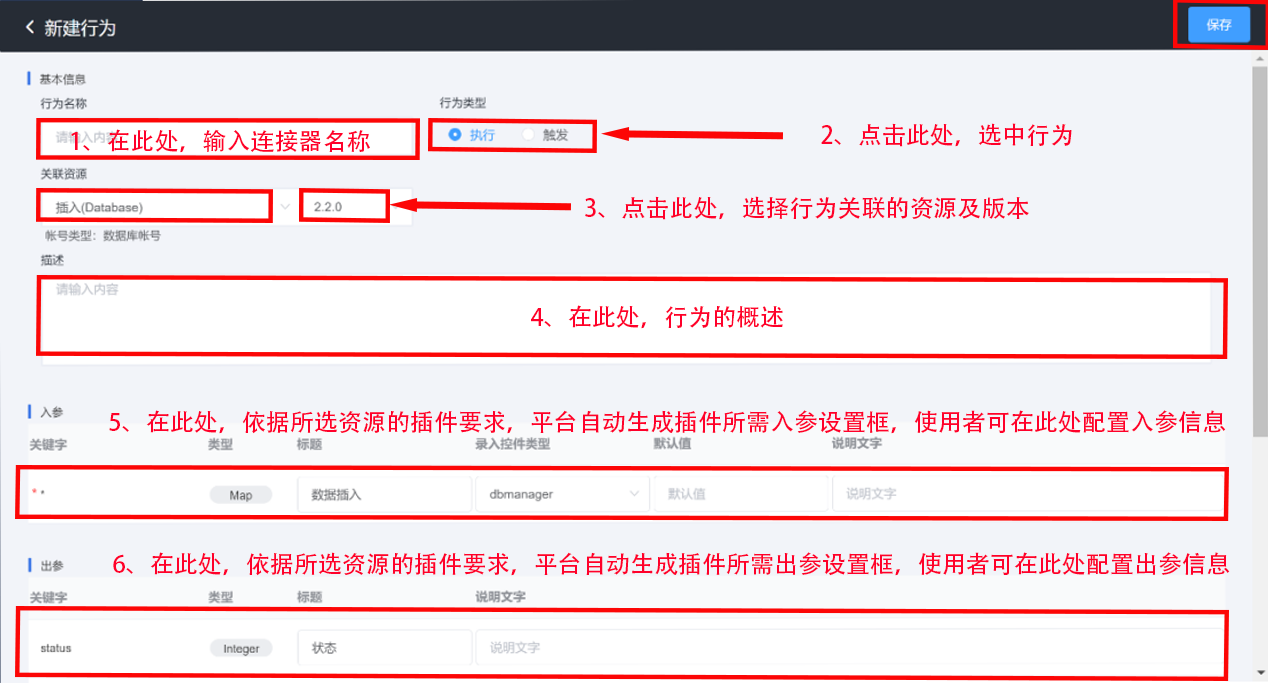 新建行为
保存
基本信息
行为名称
行为类型
请输入内容
1、在此处，输入连接器名称
执行
触发
2、点击此处，选中行为
关联资源
插入(Database)
2.2.0
3、点击此处，选择行为关联的资源及版本
帐号类型：数据库帐号
描述
请输入内容
4、在此处，行为的概述
入参
5、在此处，依据所选资源的插件要求，平台自动生成插件所需入参设置框，使用者可在此处配置入参信息
关键字 类型 标题 录入控件类型 默认值 说明文字
* * Map 数据插入 dbmanager 默认值 说明文字
出参
6、在此处，依据所选资源的插件要求，平台自动生成插件所需出参设置框，使用者可在此处配置出参信息
关键字 类型 标题 说明文字
status Integer 状态 说明文字